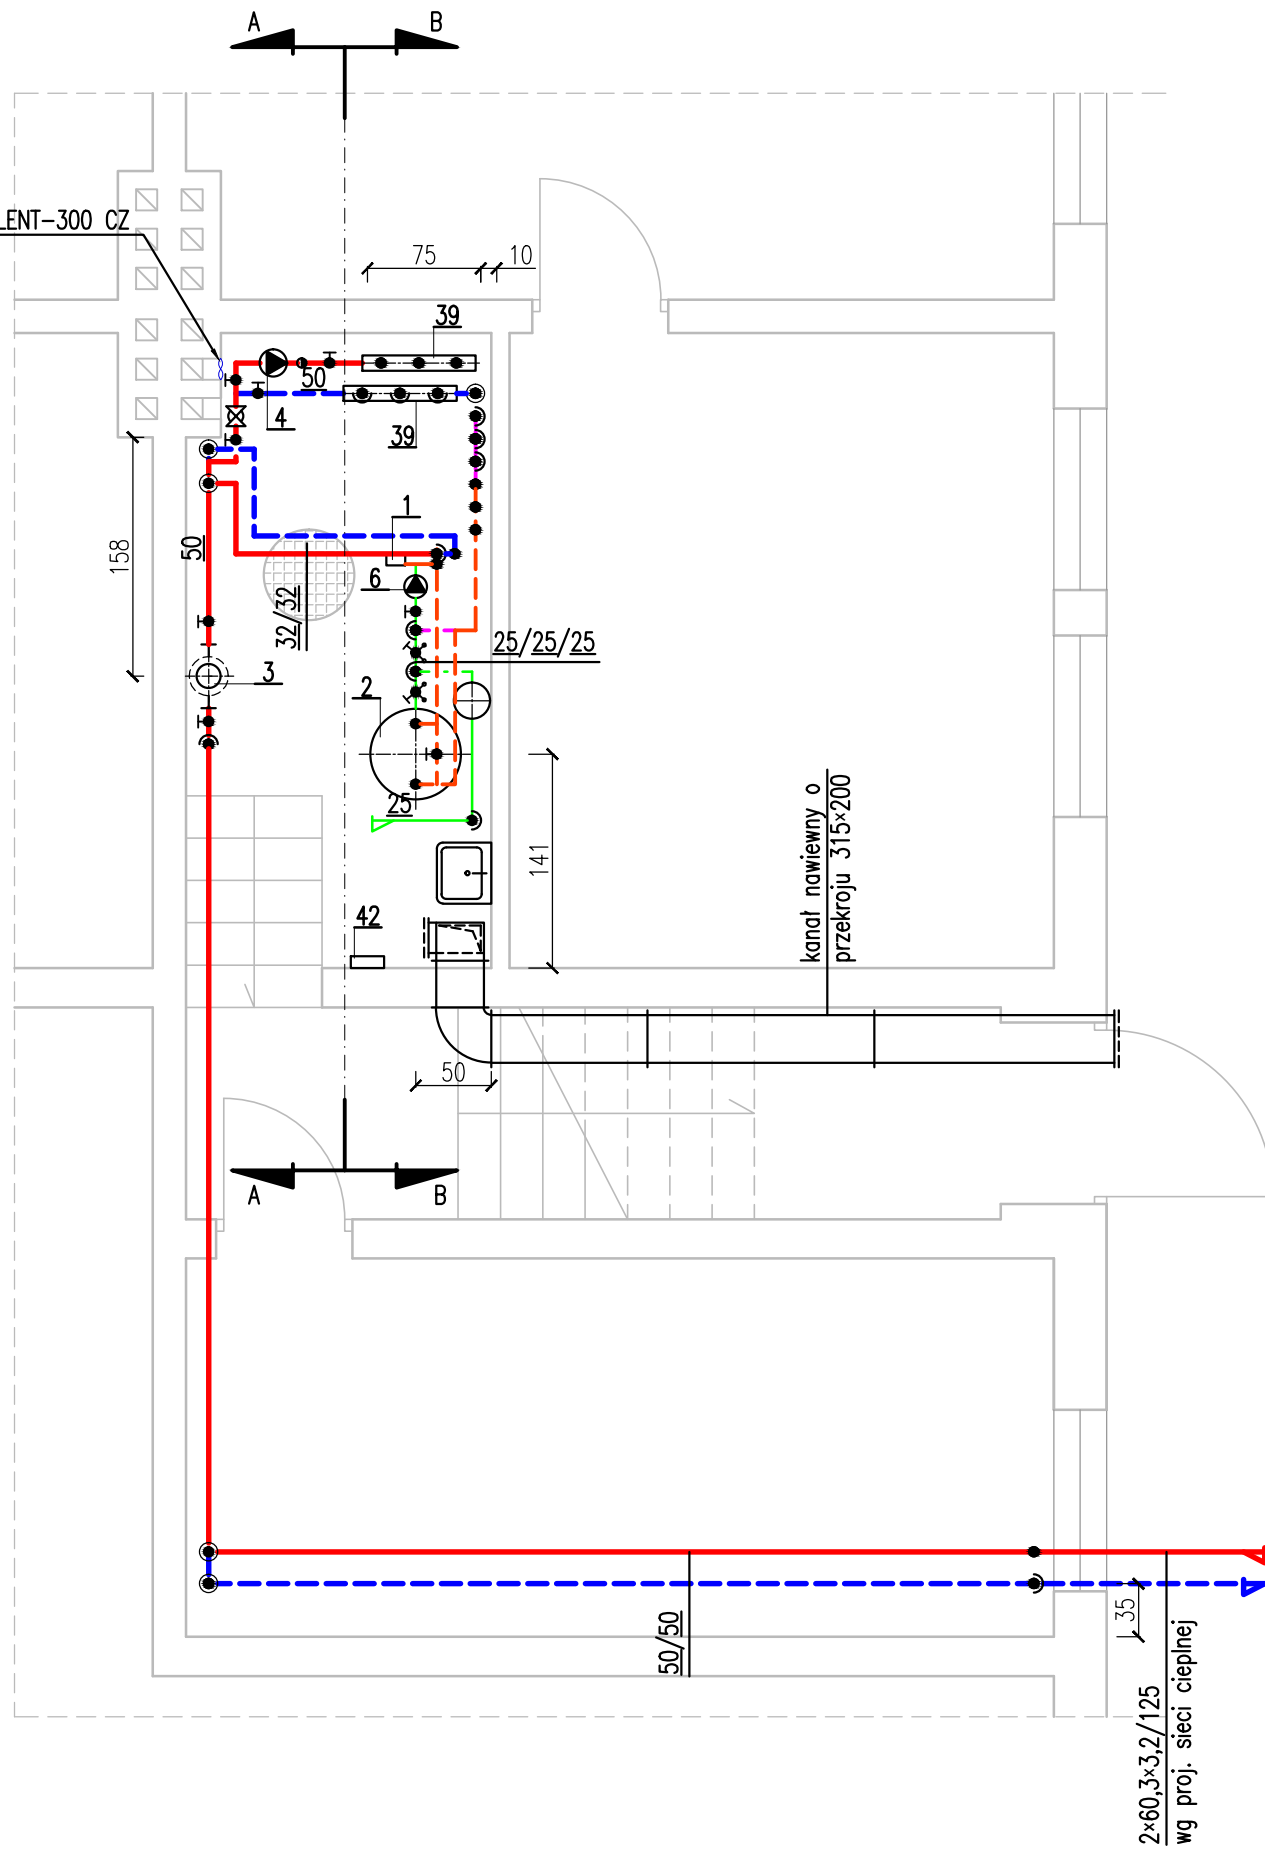 A
B
LENT-300 CZ
75
10
39
50
4
39
1
158
50
6
32/32
25/25/25
3
2
25
141
kanał nawiewny o
przekroju 315×200
42
50
A
B
50/50
35
2×60,3×3,2/125
wg proj. sieci cieplnej